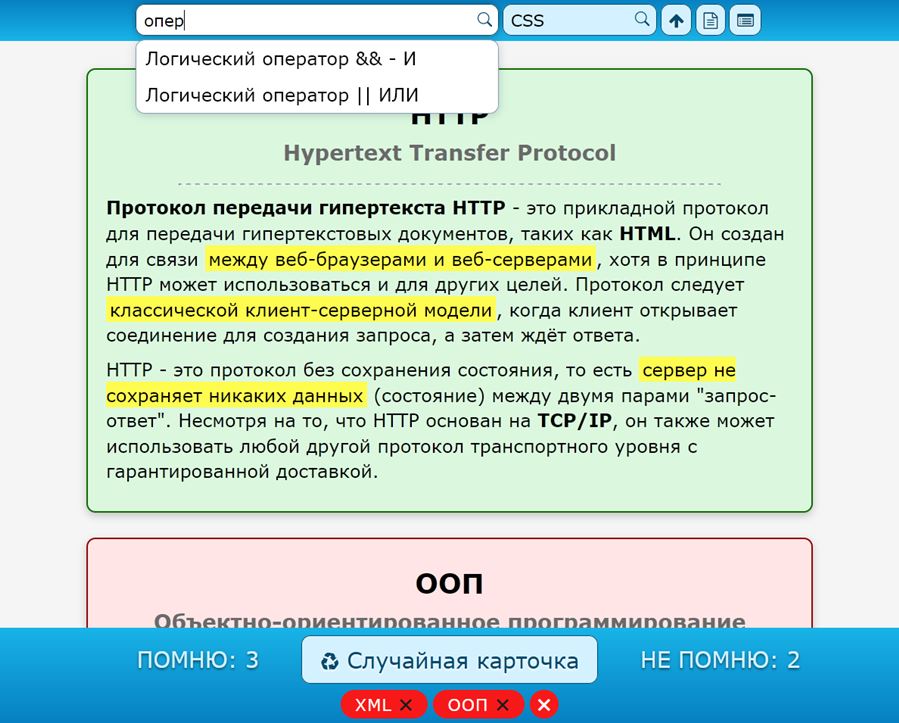 опер
CSS
Логический оператор && - И
Логический оператор || ИЛИ
HTTP
Hypertext Transfer Protocol
Протокол передачи гипертекста HTTP - это прикладной протокол
для передачи гипертекстовых документов, таких как HTML. Он создан
для связи между веб-браузерами и веб-серверами, хотя в принципе
HTTP может использоваться и для других целей. Протокол следует
классической клиент-серверной модели, когда клиент открывает
соединение для создания запроса, а затем ждёт ответа.
HTTP - это протокол без сохранения состояния, то есть сервер не
сохраняет никаких данных (состояние) между двумя парами "запрос-
ответ". Несмотря на то, что HTTP основан на TCP/IP, он также может
использовать любой другой протокол транспортного уровня с
гарантированной доставкой.
ООП
Объектно-ориентированное программирование
ПОМНЮ: 3
Случайная карточка
НЕ ПОМНЮ: 2
XML ✕
ООП ✕
✕